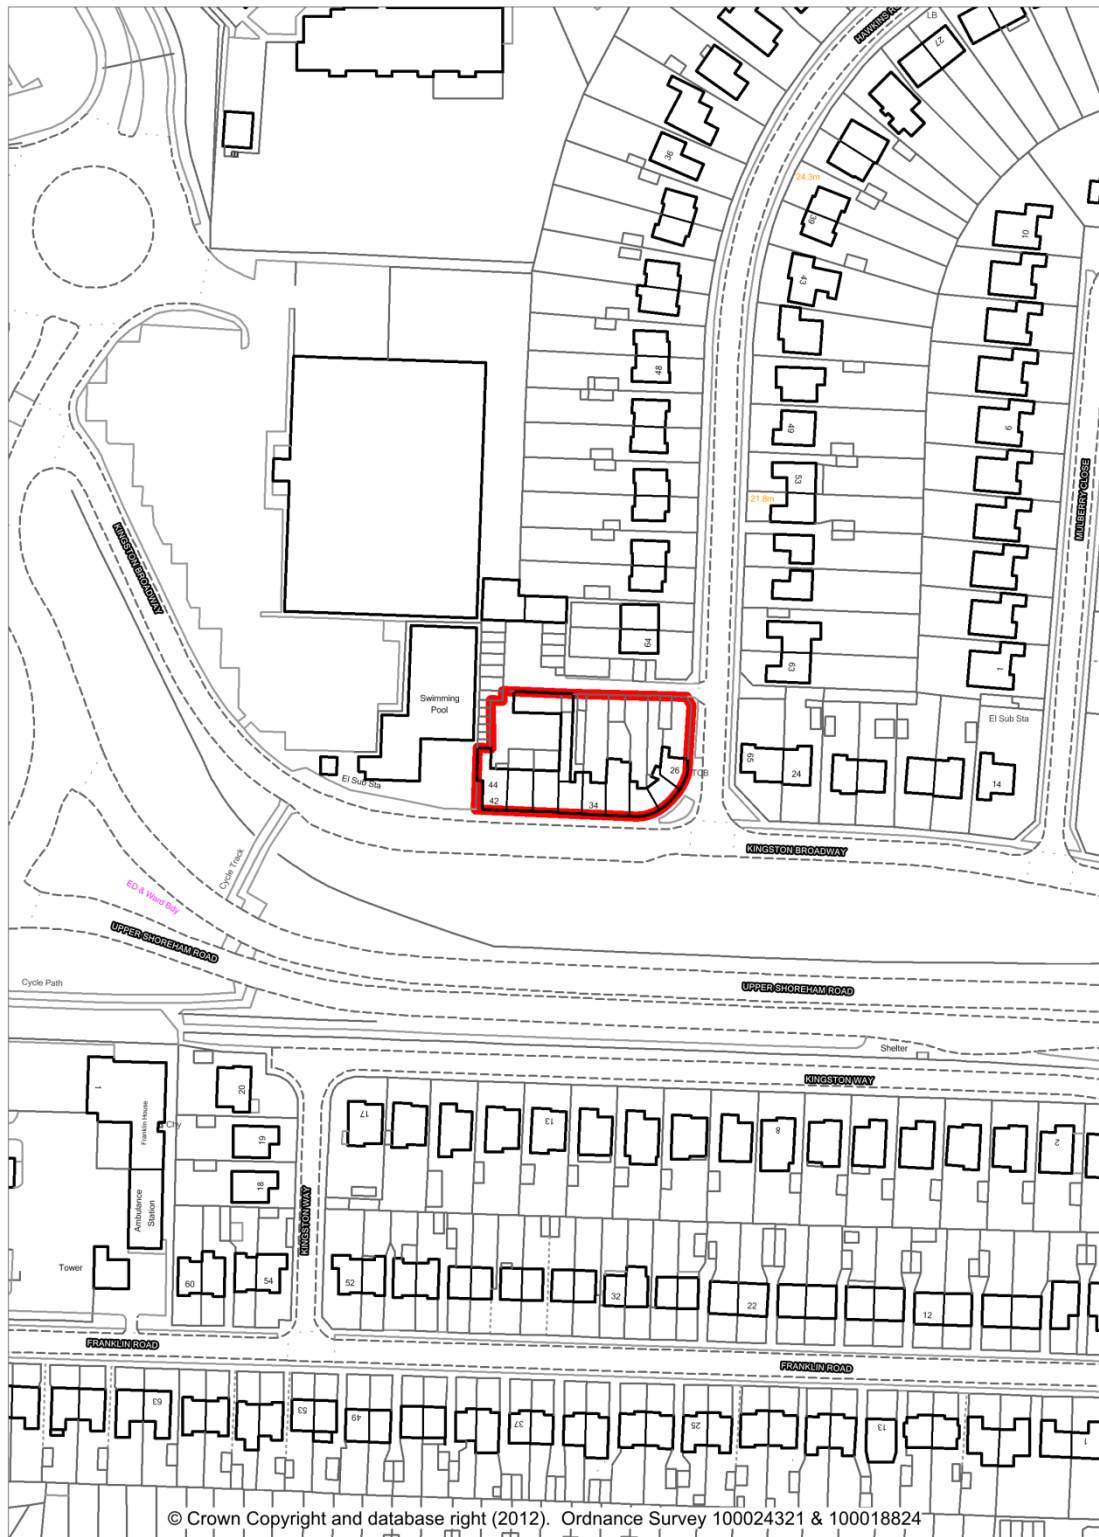 HAWKINS R
LB
27
36
24.3m
39
10
43
48
9
49
53
21.8m
MULBERRY CLOSE
KINGSTON BROADWAY
64
63
1
Swimming
Pool
El Sub Sta
65
24
14
26
TCB
El Sub Sta
44
42
34
KINGSTON BROADWAY
Cycle Track
ED & Ward Bdy
UPPER SHOREHAM ROAD
Cycle Path
UPPER SHOREHAM ROAD
Shelter
KINGSTON WAY
1
Franklin House
Chy
20
19
18
17
13
8
2
Ambulance
Station
KINGSTON WAY
Tower
60
54
52
32
22
12
FRANKLIN ROAD
FRANKLIN ROAD
63
53
49
37
25
13
1
© Crown Copyright and database right (2012). Ordnance Survey 100024321 & 100018824